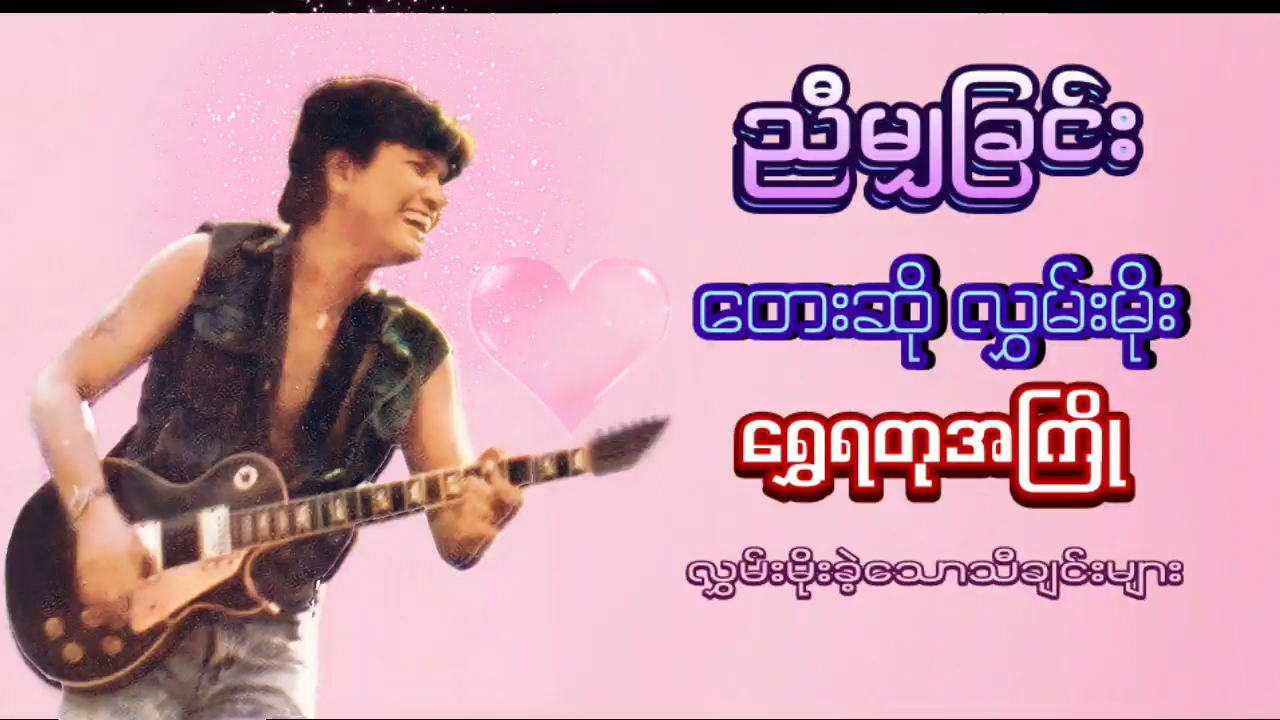 ညီမျှခြင်း
တေးဆို လွှမ်းမိုး
ရွှေရတုအကြို
လွှမ်းမိုးခဲ့သောသီချင်းများ